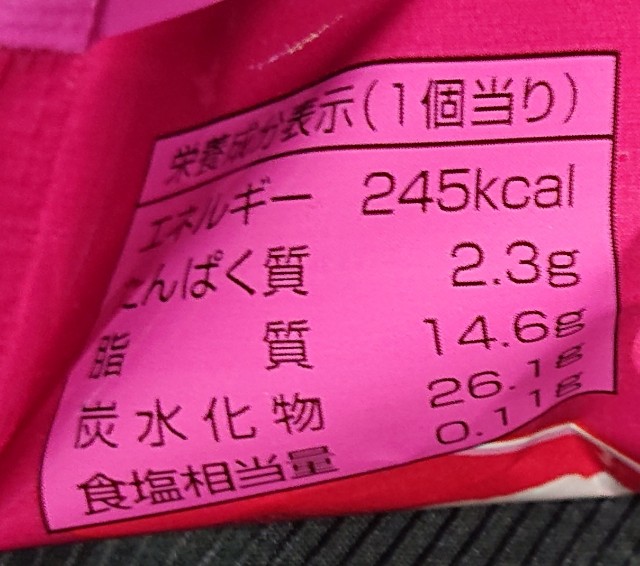 栄養成分表示(1個当り)
エネルギー 245kcal
たんぱく質 2.3g
脂質 14.6g
炭水化物 26.1g
食塩相当量 0.11g